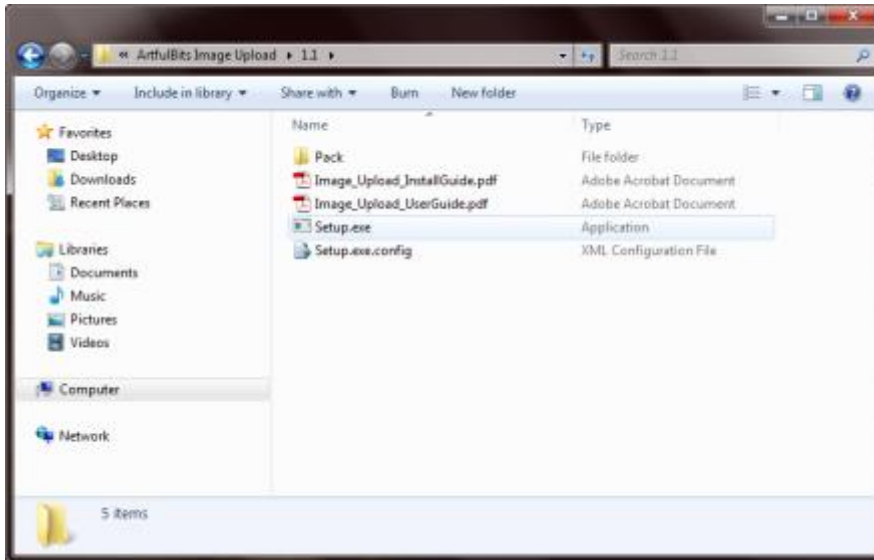 « ArtfulBits Image Upload ▸ 1.1 ▸
Search 1.1
Organize Include in library Share with Burn New folder
Name Type
Favorites
Desktop
Downloads
Recent Places
Libraries
Documents
Music
Pictures
Videos
Computer
Network
Pack File folder
Image_Upload_InstallGuide.pdf Adobe Acrobat Document
Image_Upload_UserGuide.pdf Adobe Acrobat Document
Setup.exe Application
Setup.exe.config XML Configuration File
5 items